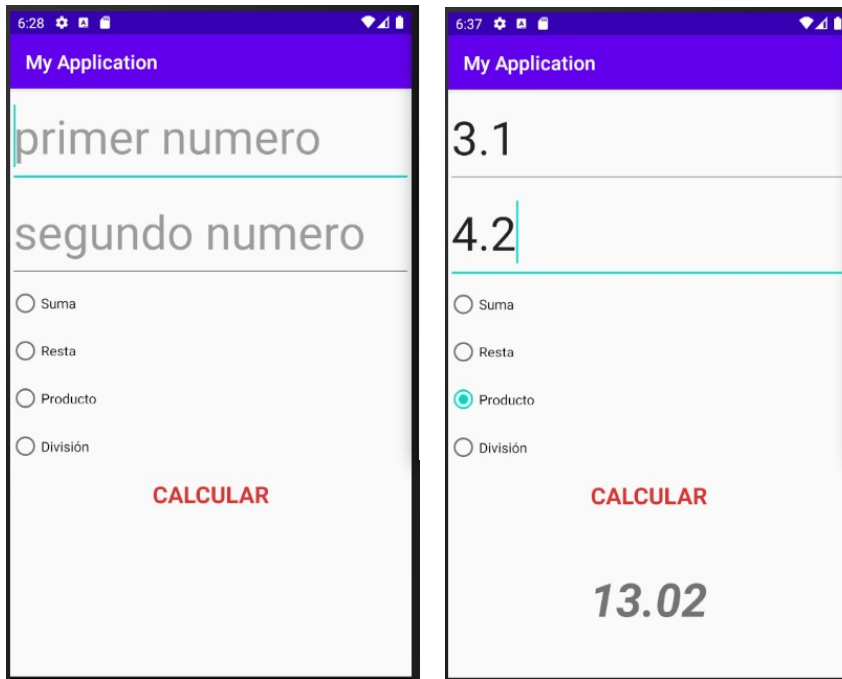 6:28
My Application
primer numero
segundo numero
Suma
Resta
Producto
División
CALCULAR
6:37
My Application
3.1
4.2
Suma
Resta
Producto
División
CALCULAR
13.02